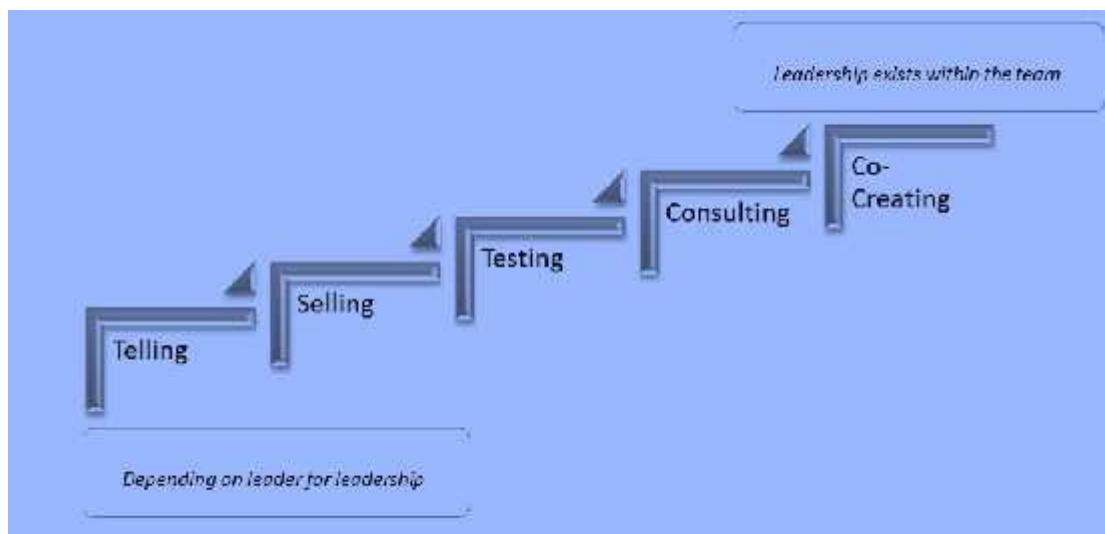 Leadership exists within the team
Co-
Creating
Consulting
Testing
Selling
Telling
Depending on leader for leadership